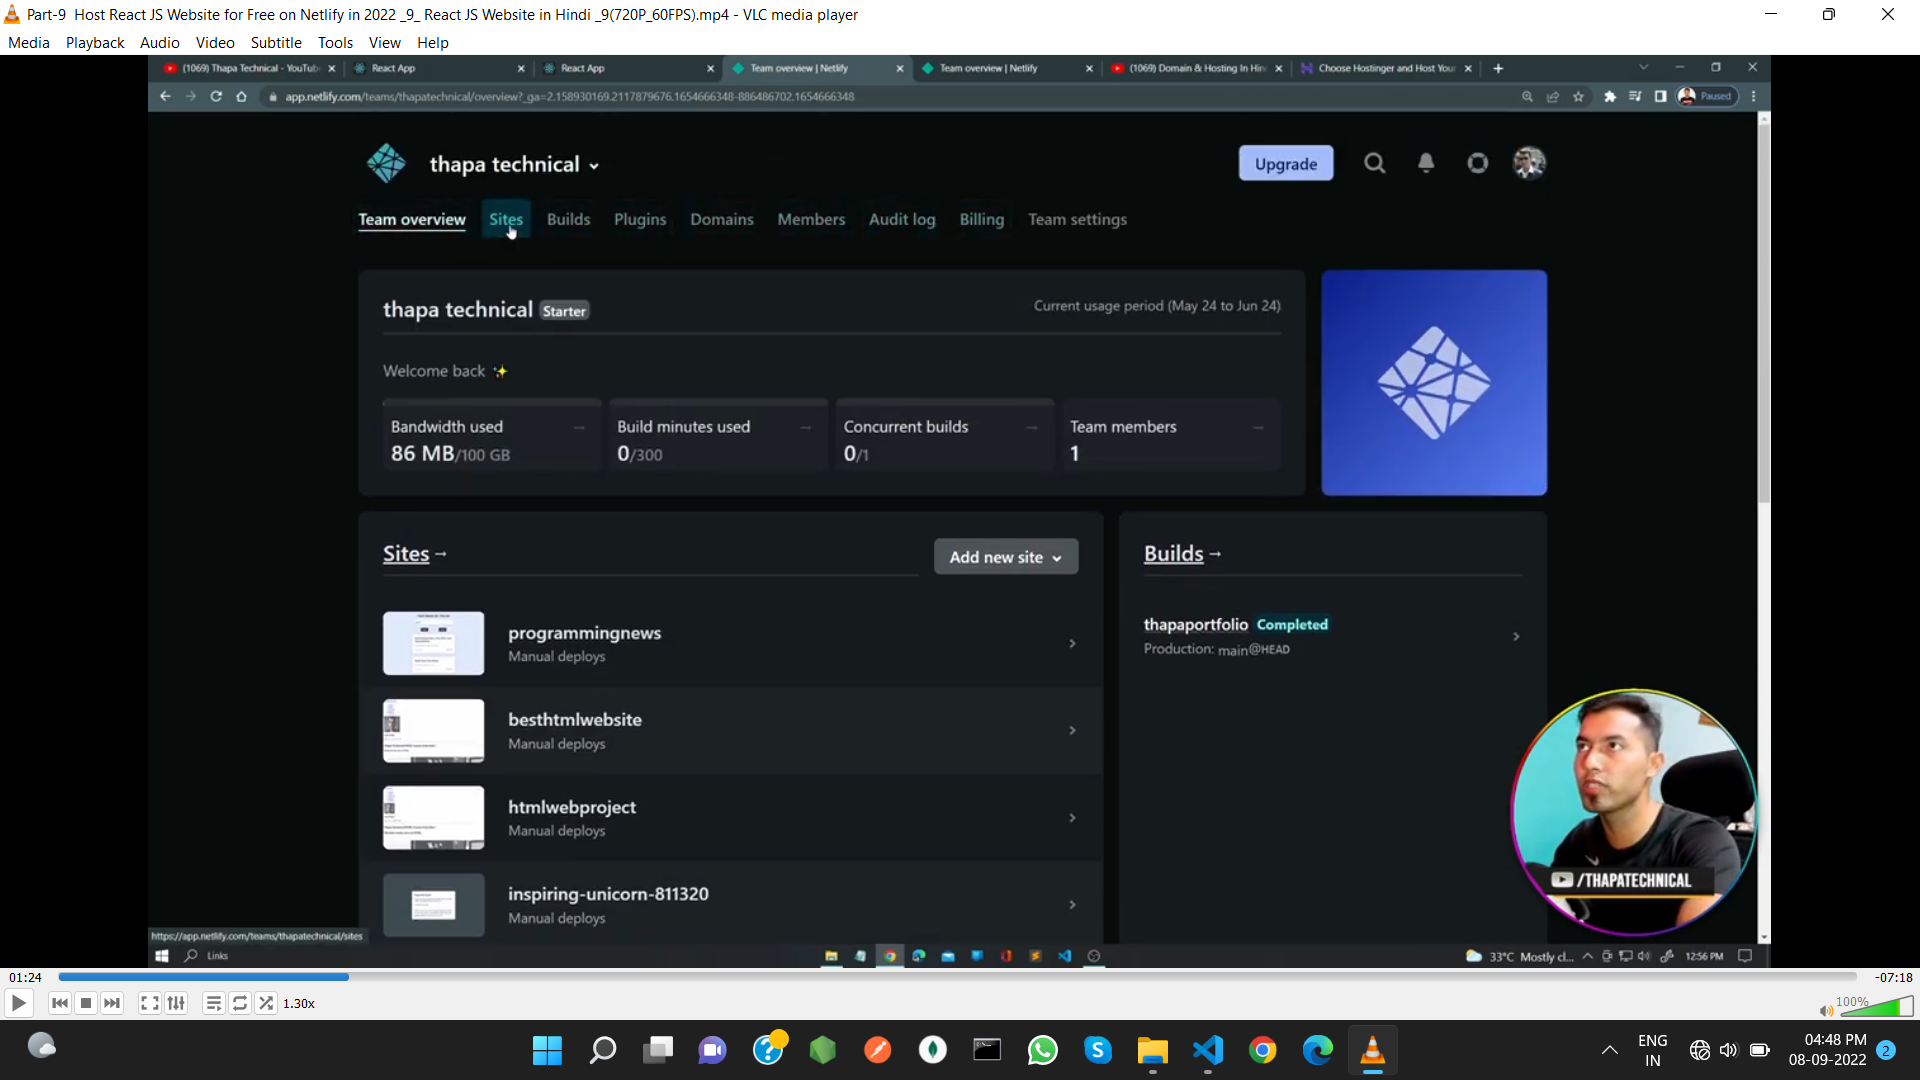 Part-9  Host React JS Website for Free on Netlify in 2022 _9_ React JS Website in Hindi _9(720P_60FPS).mp4 - VLC media player
Media Playback Audio Video Subtitle Tools View Help
(1069) Thapa Technical - YouTub
React App
React App
Team overview | Netlify
Team overview | Netlify
(1069) Domain & Hosting In Hin
Choose Hostinger and Host Your
app.netlify.com/teams/thapatechnical/overview?_ga=2.158930169.2117879676.1654666348-886486702.1654666348
Paused
thapa technical
Upgrade
Team overview Sites Builds Plugins Domains Members Audit log Billing Team settings
thapa technical Starter
Current usage period (May 24 to Jun 24)
Welcome back ✨
Bandwidth used →
86 MB/100 GB
Build minutes used →
0/300
Concurrent builds →
0/1
Team members →
1
Sites →
Add new site
programmingnews
Manual deploys
besthtmlwebsite
Manual deploys
htmlwebproject
Manual deploys
inspiring-unicorn-811320
Manual deploys
Builds →
thapaportfolio Completed
Production: main@HEAD
/THAPATECHNICAL
https://app.netlify.com/teams/thapatechnical/sites
Links
33°C Mostly cl...
12:56 PM
01:24
-07:18
1.30x
100%
ENG
IN
04:48 PM
08-09-2022
2